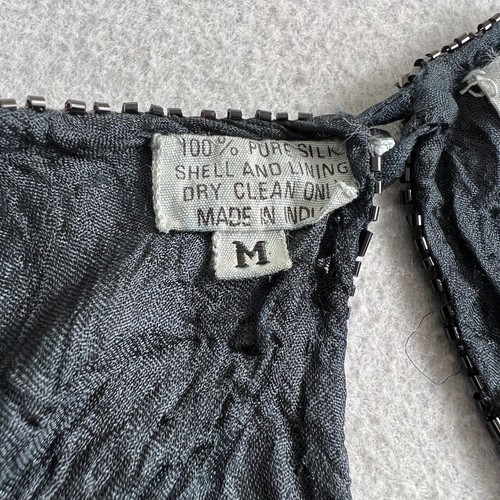 100% PURE SILK
SHELL AND LINING
DRY CLEAN ONL
MADE IN INDI
M